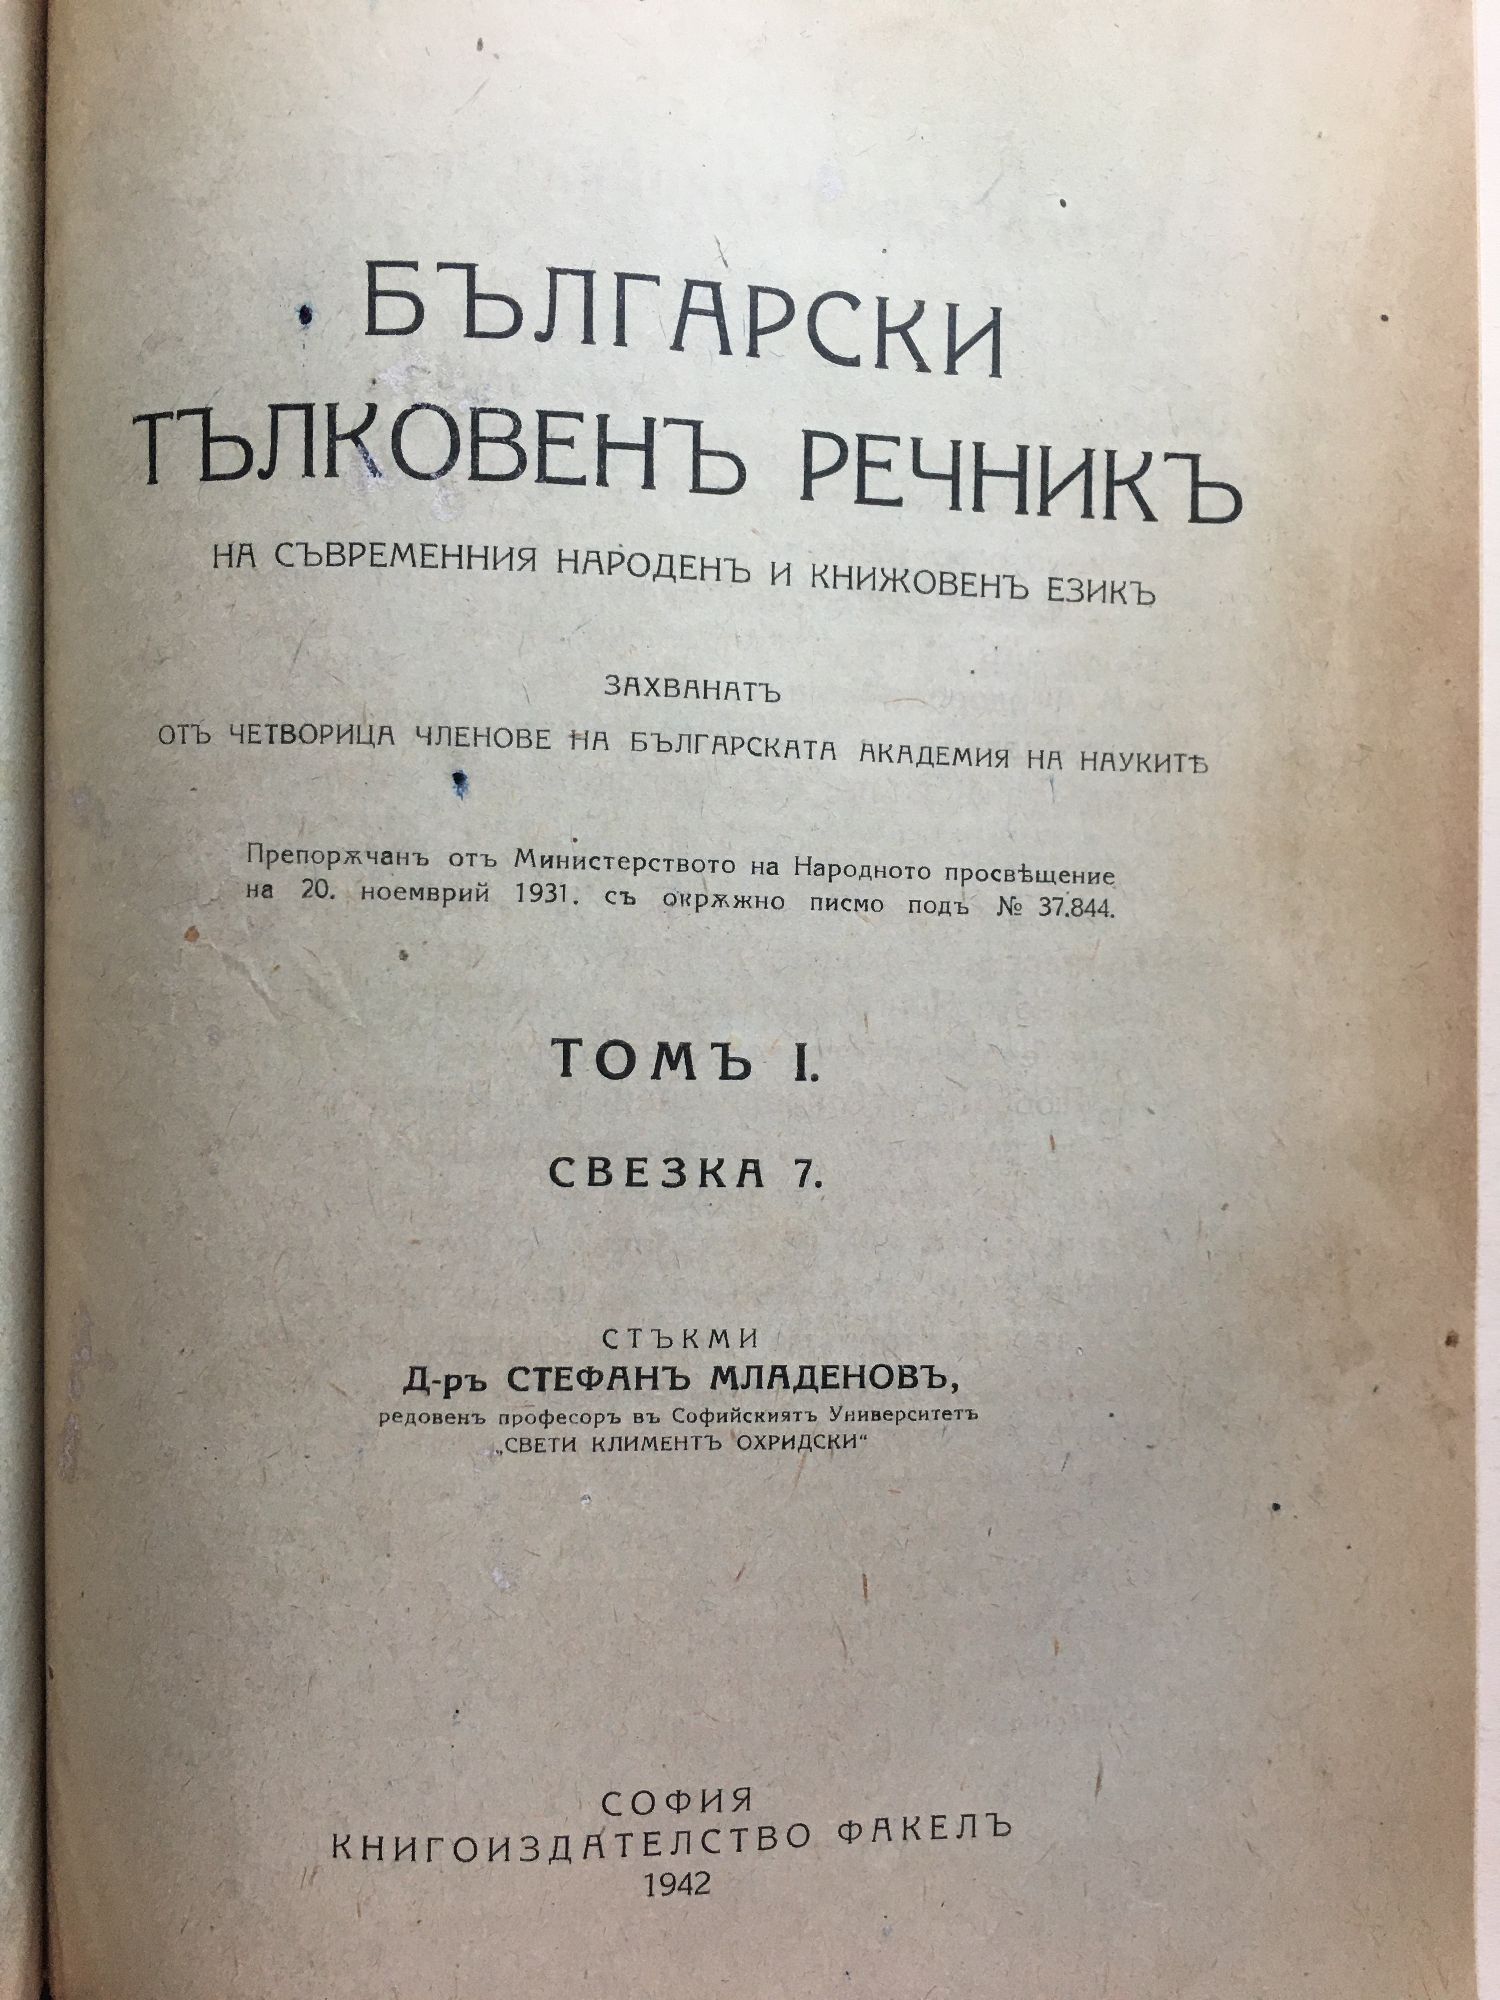 БЪЛГАРСКИ
ТЪЛКОВЕНЪ РЕЧНИКЪ
НА СЪВРЕМЕННИЯ НАРОДЕНЪ И КНИЖОВЕНЪ ЕЗИКЪ
ЗАХВАНАТЪ
ОТЪ ЧЕТВОРИЦА ЧЛЕНОВЕ НА БЪЛГАРСКАТА АКАДЕМИЯ НА НАУКИТѢ
Препорѫчанъ отъ Министерството на Народното просвѣщение
на 20. ноемврий 1931. съ окрѫжно писмо подъ № 37.844.
ТОМЪ I.
СВЕЗКА 7.
СТЪКМИ
Д-ръ СТЕФАНЪ МЛАДЕНОВЪ,
редовенъ професоръ въ Софийскиятъ Университетъ
„СВЕТИ КЛИМЕНТЪ ОХРИДСКИ“
СОФИЯ
КНИГОИЗДАТЕЛСТВО ФАКЕЛЪ
1942